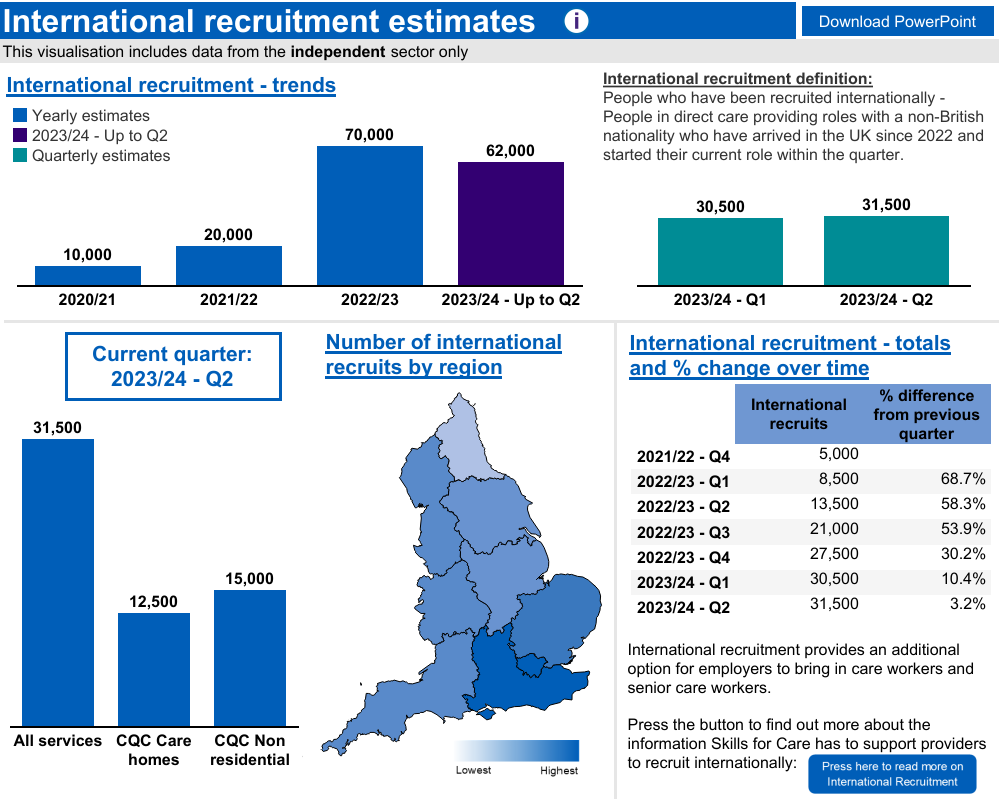 International recruitment estimates
i
Download PowerPoint
This visualisation includes data from the independent sector only
International recruitment - trends
Yearly estimates
2023/24 - Up to Q2
Quarterly estimates
10,000
20,000
70,000
62,000
2020/21
2021/22
2022/23
2023/24 - Up to Q2
International recruitment definition:
People who have been recruited internationally -
People in direct care providing roles with a non-British
nationality who have arrived in the UK since 2022 and
started their current role within the quarter.
30,500
31,500
2023/24 - Q1
2023/24 - Q2
Current quarter:
2023/24 - Q2
31,500
12,500
15,000
All services
CQC Care
homes
CQC Non
residential
Number of international
recruits by region
Lowest
Highest
International recruitment - totals
and % change over time
International
recruits
% difference
from previous
quarter
2021/22 - Q4 5,000
2022/23 - Q1 8,500 68.7%
2022/23 - Q2 13,500 58.3%
2022/23 - Q3 21,000 53.9%
2022/23 - Q4 27,500 30.2%
2023/24 - Q1 30,500 10.4%
2023/24 - Q2 31,500 3.2%
International recruitment provides an additional
option for employers to bring in care workers and
senior care workers.
Press the button to find out more about the
information Skills for Care has to support providers
to recruit internationally:
Press here to read more on
International Recruitment